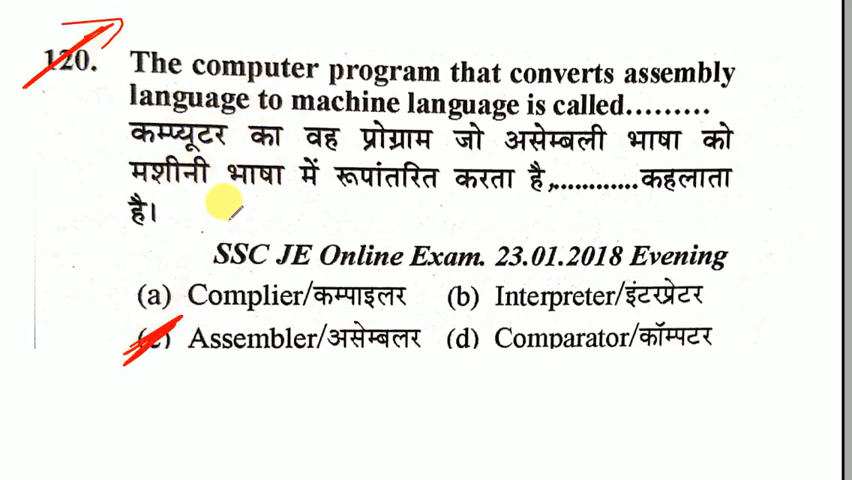 120. The computer program that converts assembly
language to machine language is called.........
कम्प्यूटर का वह प्रोग्राम जो असेम्बली भाषा को
मशीनी भाषा में रूपांतरित करता है,............कहलाता
है।
SSC JE Online Exam. 23.01.2018 Evening
(a) Complier/कम्पाइलर (b) Interpreter/इंटरप्रेटर
(c) Assembler/असेम्बलर (d) Comparator/कॉम्पटर